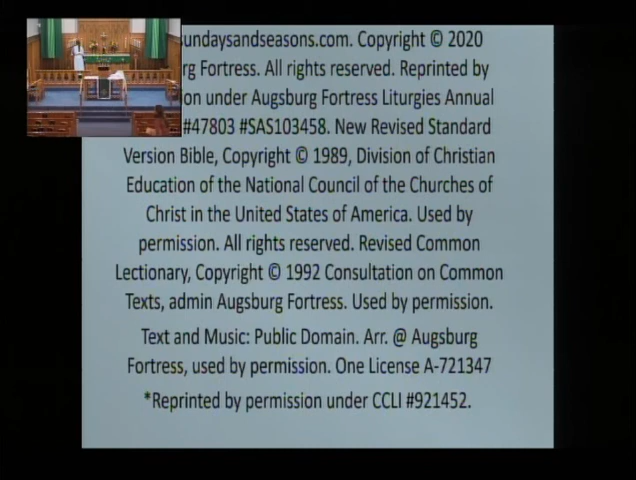 sundaysandseasons.com. Copyright © 2020
rg Fortress. All rights reserved. Reprinted by
ion under Augsburg Fortress Liturgies Annual
#47803 #SAS103458. New Revised Standard
Version Bible, Copyright © 1989, Division of Christian
Education of the National Council of the Churches of
Christ in the United States of America. Used by
permission. All rights reserved. Revised Common
Lectionary, Copyright © 1992 Consultation on Common
Texts, admin Augsburg Fortress. Used by permission.
Text and Music: Public Domain. Arr. @ Augsburg
Fortress, used by permission. One License A-721347
*Reprinted by permission under CCLI #921452.